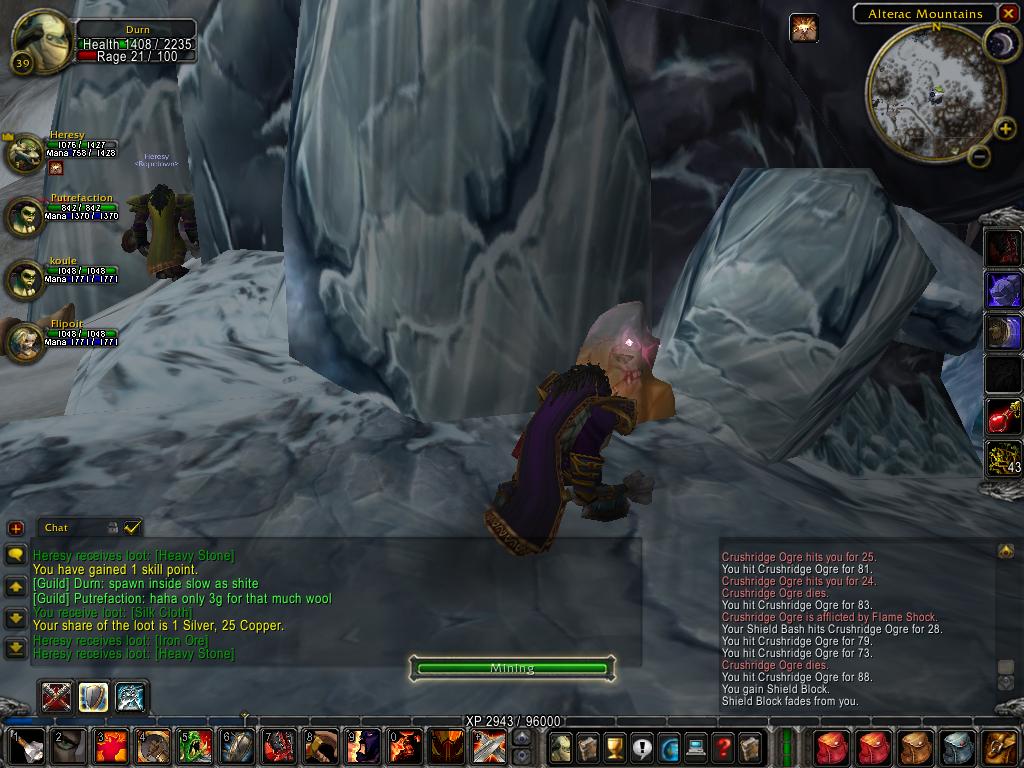 Durn
Health 1408 / 2235
Rage 21 / 100
39
Alterac Mountains
N
Heresy
1076 / 1427
Mana 758 / 1428
Heresy
<Ropetown>
Putrefaction
842 / 842
Mana 1370 / 1370
koule
1048 / 1048
Mana 1771 / 1771
Flipoit
1048 / 1048
Mana 1771 / 1771
43
Chat
Heresy receives loot: [Heavy Stone]
You have gained 1 skill point.
[Guild] Durn: spawn inside slow as shite
[Guild] Putrefaction: haha only 3g for that much wool
You receive loot: [Silk Cloth]
Your share of the loot is 1 Silver, 25 Copper.
Heresy receives loot: [Iron Ore]
Heresy receives loot: [Heavy Stone]
Crushridge Ogre hits you for 25.
You hit Crushridge Ogre for 81.
Crushridge Ogre hits you for 24.
Crushridge Ogre dies.
You hit Crushridge Ogre for 83.
Crushridge Ogre is afflicted by Flame Shock.
Your Shield Bash hits Crushridge Ogre for 28.
You hit Crushridge Ogre for 79.
You hit Crushridge Ogre for 73.
Crushridge Ogre dies.
You hit Crushridge Ogre for 88.
You gain Shield Block.
Shield Block fades from you.
Mining
XP 2943 / 96000
1 2 3 4 5 6 7 8 9 0